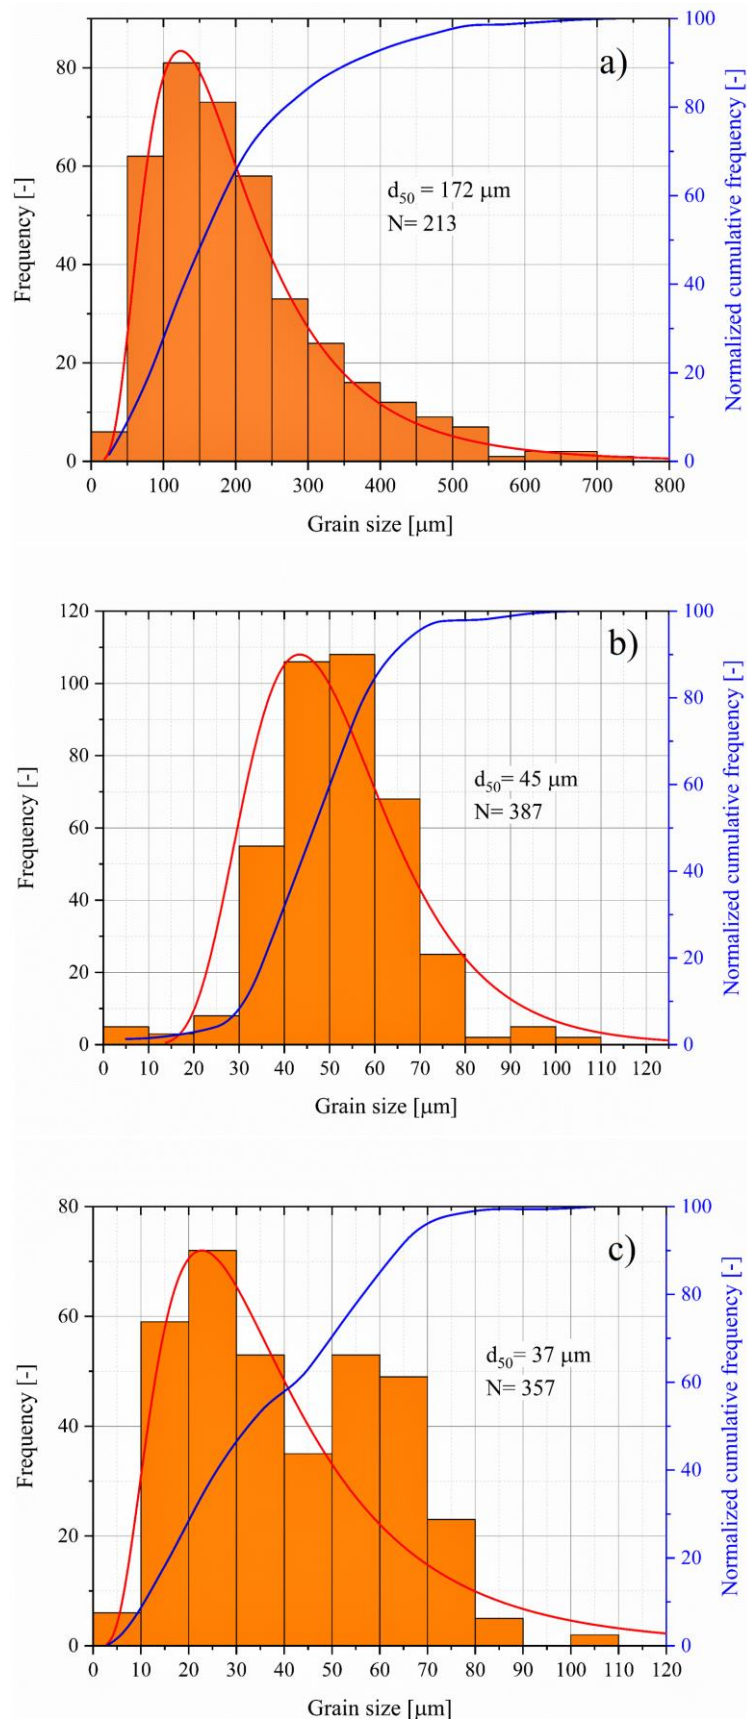 a)
Frequency [-]
80
60
40
20
0
100
80
60
40
20
0
Normalized cumulative frequency [-]
d50 = 172 μm
N= 213
0 100 200 300 400 500 600 700 800
Grain size [μm]
b)
Frequency [-]
120
100
80
60
40
20
0
100
80
60
40
20
0
Normalized cumulative frequency [-]
d50= 45 μm
N= 387
0 10 20 30 40 50 60 70 80 90 100 110 120
Grain size [μm]
c)
Frequency [-]
80
60
40
20
0
100
80
60
40
20
0
Normalized cumulative frequency [-]
d50= 37 μm
N= 357
0 10 20 30 40 50 60 70 80 90 100 110 120
Grain size [μm]